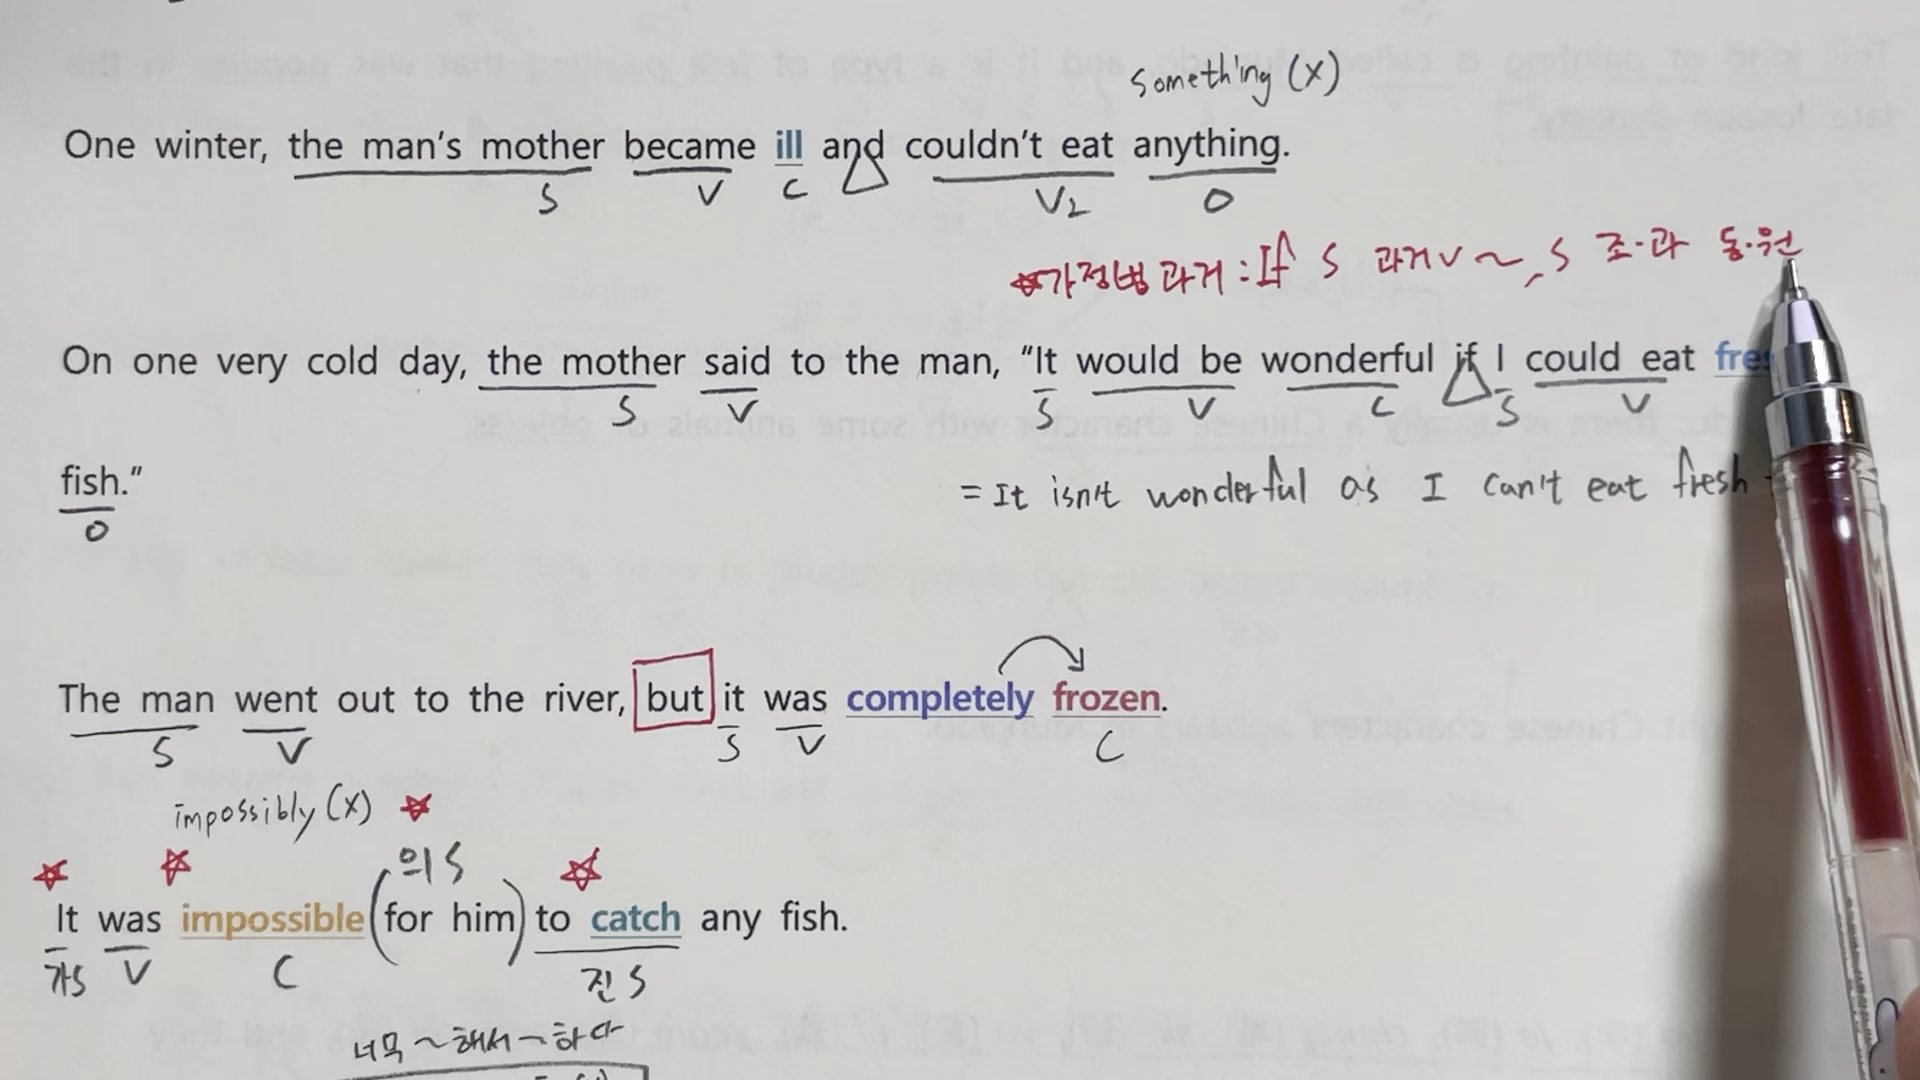 something (x)
One winter, the man's mother became ill and couldn't eat anything.
S V C V2 O
가정법 과거 : If S 과거v ~, S 조·과 동·원
On one very cold day, the mother said to the man, "It would be wonderful if I could eat
S V S V C S V
fish."
= It isn't wonderful as I can't eat fresh
O
The man went out to the river, but it was completely frozen.
S V S V C
impossibly (x)
의S
It was impossible (for him) to catch any fish.
가S V C 진S
너무 ~해서 ~하다